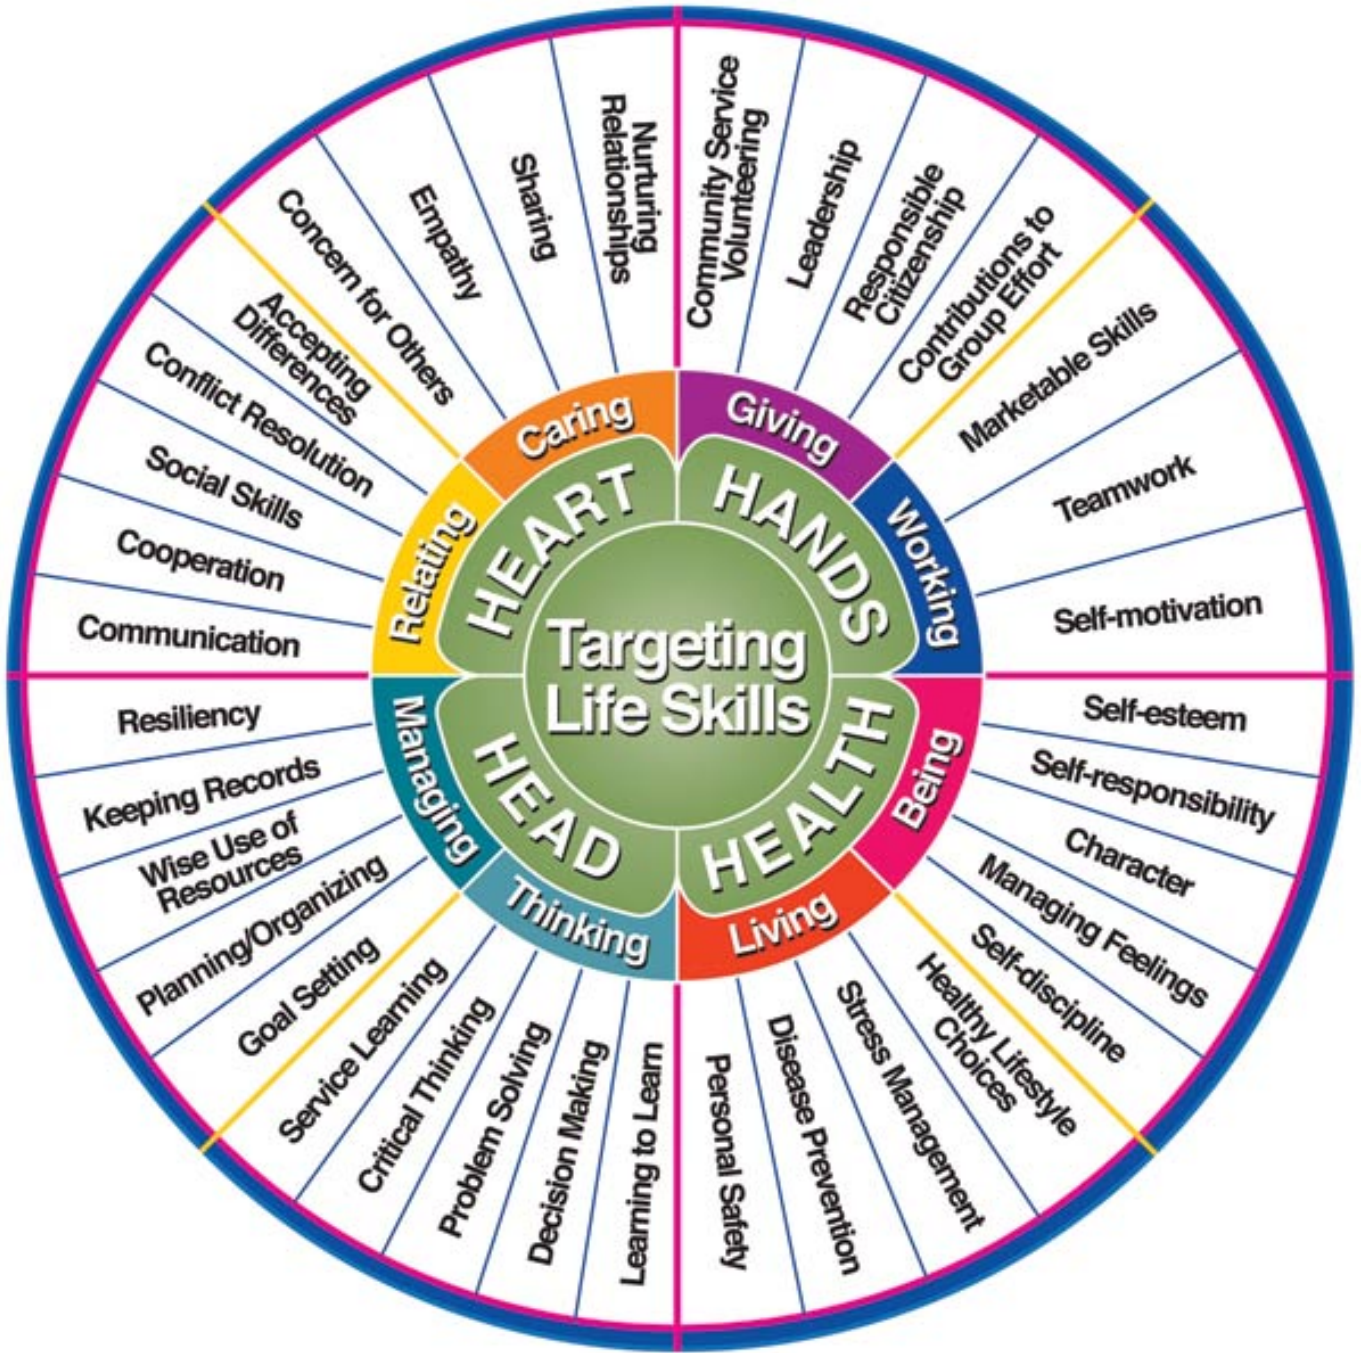 Targeting
Life Skills
HEART
HANDS
HEALTH
HEAD
Caring
Giving
Working
Being
Living
Thinking
Managing
Relating
Community Service
Volunteering
Leadership
Responsible
Citizenship
Contributions to
Group Effort
Marketable Skills
Teamwork
Self-motivation
Self-esteem
Self-responsibility
Character
Managing Feelings
Self-discipline
Healthy Lifestyle
Choices
Stress Management
Disease Prevention
Personal Safety
Learning to Learn
Decision Making
Problem Solving
Critical Thinking
Service Learning
Goal Setting
Planning/Organizing
Wise Use of
Resources
Keeping Records
Resiliency
Communication
Cooperation
Social Skills
Conflict Resolution
Accepting
Differences
Concern for Others
Empathy
Sharing
Nurturing
Relationships